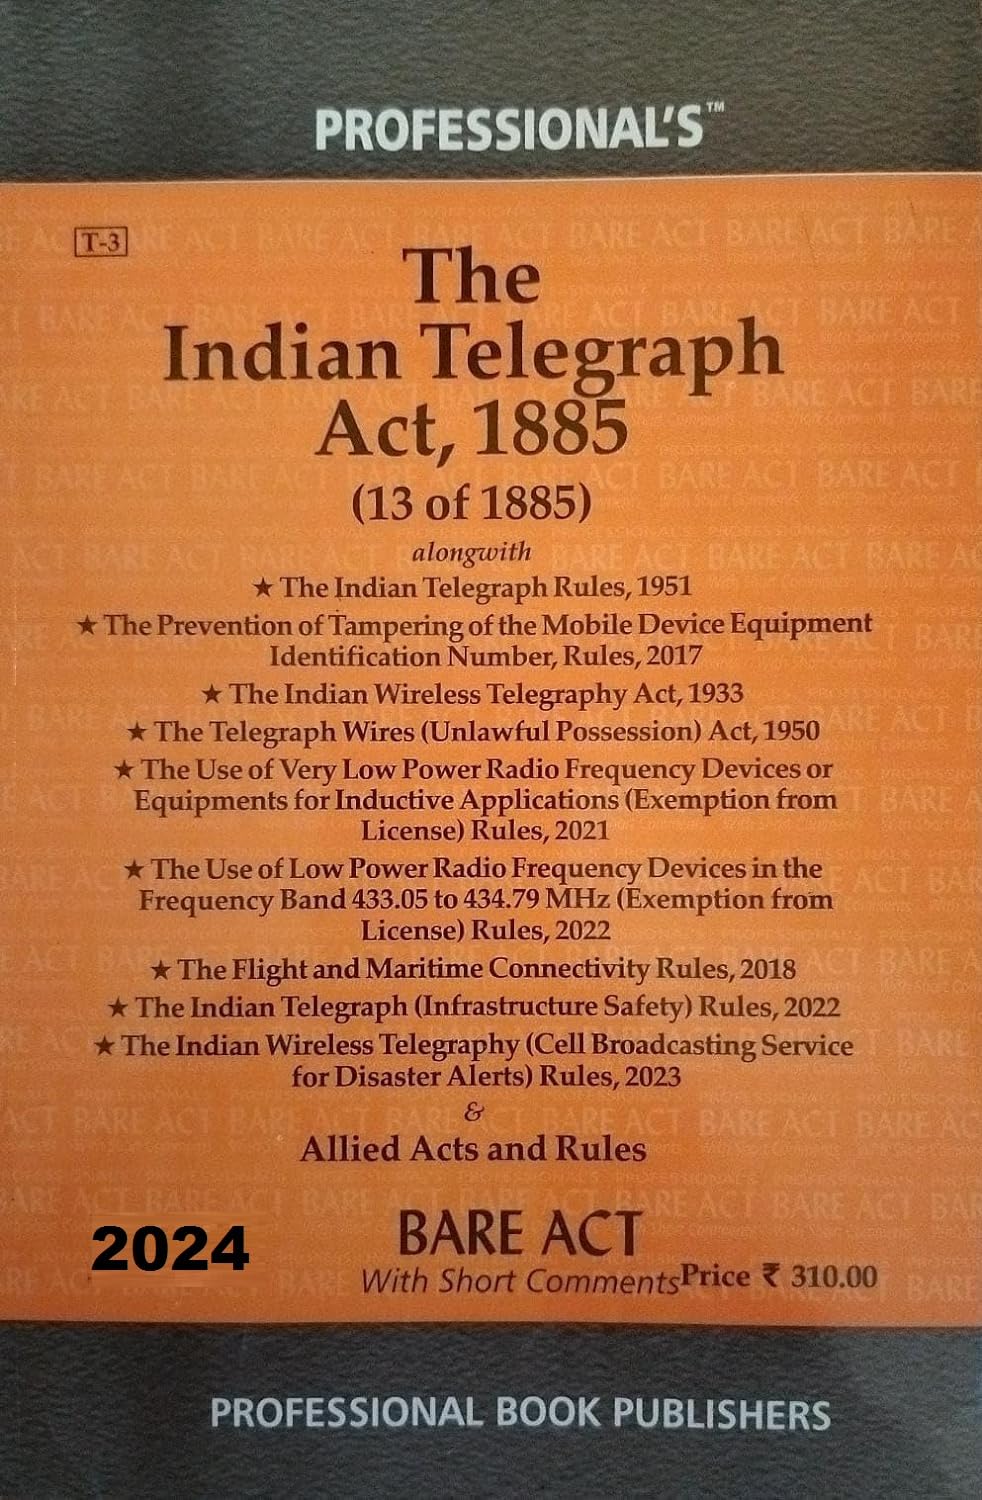 PROFESSIONAL'S™
T-3
The
Indian Telegraph
Act, 1885
(13 of 1885)
alongwith
★ The Indian Telegraph Rules, 1951
★ The Prevention of Tampering of the Mobile Device Equipment
Identification Number, Rules, 2017
★ The Indian Wireless Telegraphy Act, 1933
★ The Telegraph Wires (Unlawful Possession) Act, 1950
★ The Use of Very Low Power Radio Frequency Devices or
Equipments for Inductive Applications (Exemption from
License) Rules, 2021
★ The Use of Low Power Radio Frequency Devices in the
Frequency Band 433.05 to 434.79 MHz (Exemption from
License) Rules, 2022
★ The Flight and Maritime Connectivity Rules, 2018
★ The Indian Telegraph (Infrastructure Safety) Rules, 2022
★ The Indian Wireless Telegraphy (Cell Broadcasting Service
for Disaster Alerts) Rules, 2023
&
Allied Acts and Rules
2024
BARE ACT
With Short Comments Price ₹ 310.00
PROFESSIONAL BOOK PUBLISHERS